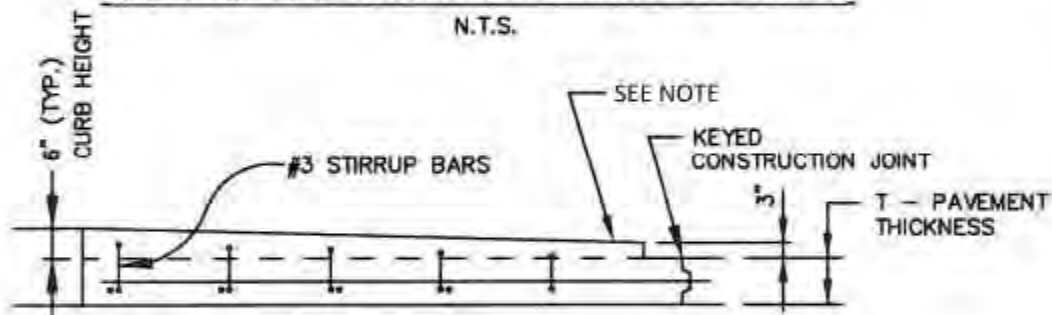 N.T.S.
6" (TYP.)
CURB HEIGHT
SEE NOTE
KEYED
CONSTRUCTION JOINT
#3 STIRRUP BARS
3"
T – PAVEMENT
THICKNESS